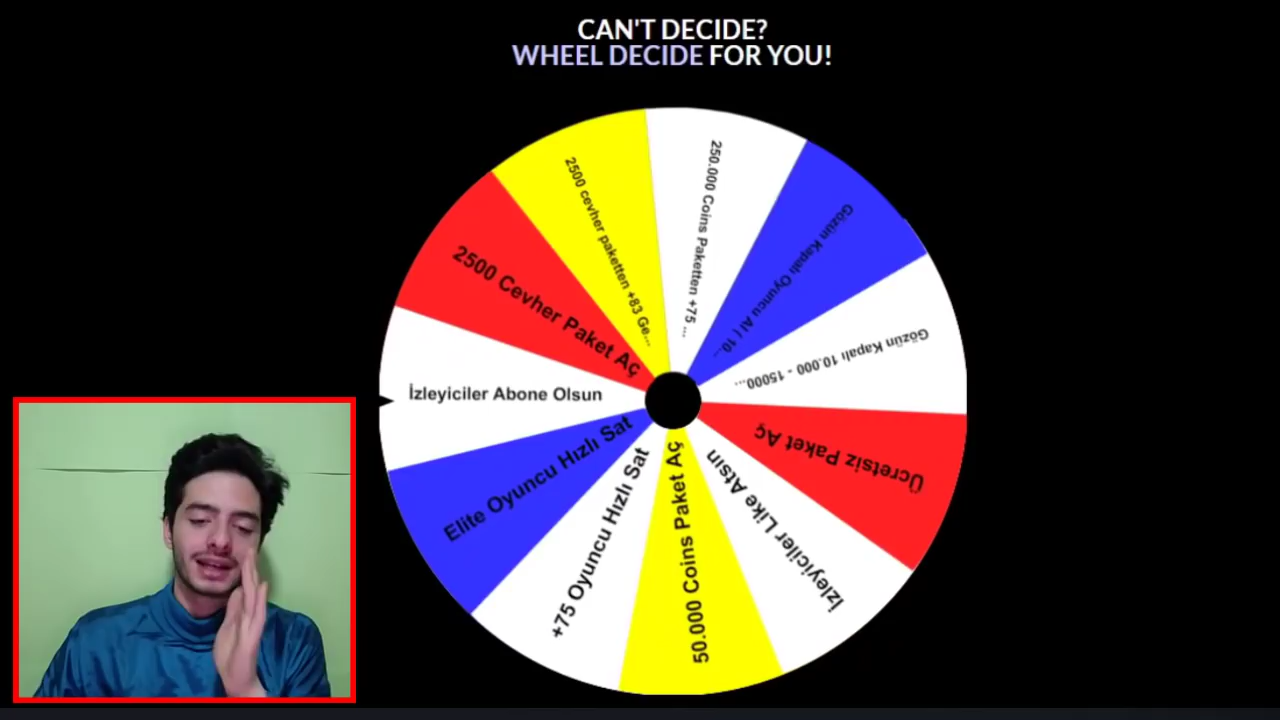 CAN'T DECIDE?
WHEEL DECIDE FOR YOU!
2500 cevher paketten +83 Ge...
250.000 Coins Paketten +75 ...
Gözün Kapalı Oyuncu Al ( 10...
Gözün Kapalı 10.000 - 15000...
Ücretsiz Paket Aç
İzleyiciler Like Atsın
50.000 Coins Paket Aç
+75 Oyuncu Hızlı Sat
Elite Oyuncu Hızlı Sat
İzleyiciler Abone Olsun
2500 Cevher Paket Aç